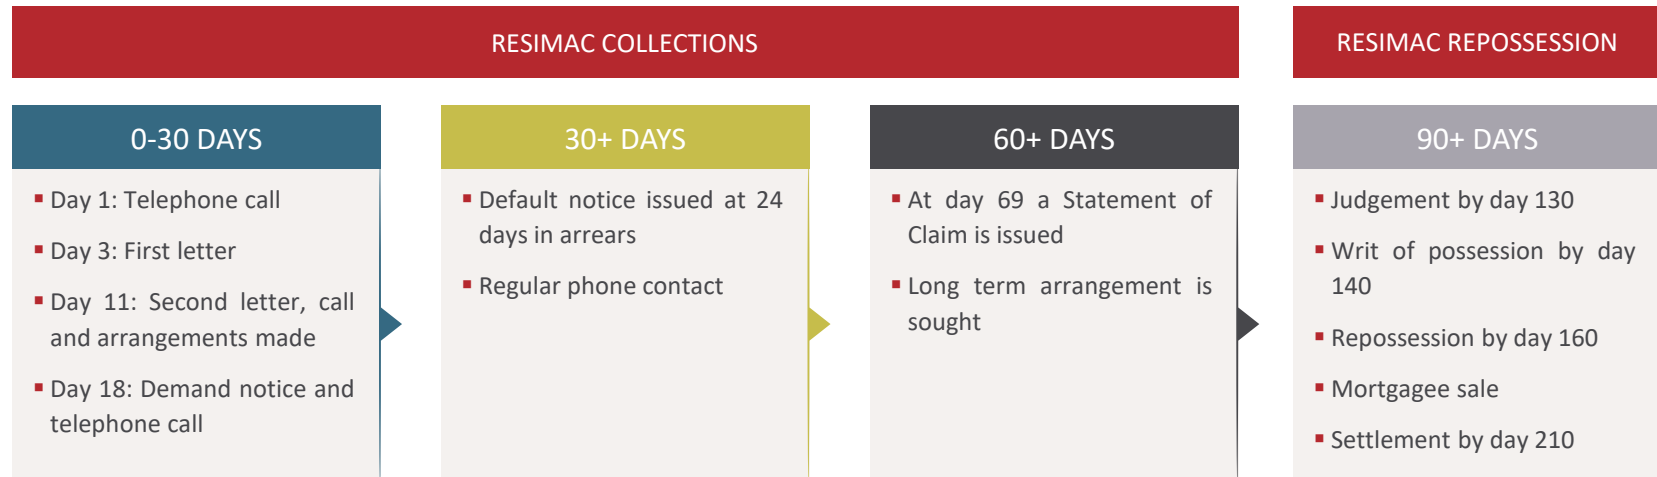 RESIMAC COLLECTIONS
RESIMAC REPOSSESSION
0-30 DAYS
▪ Day 1: Telephone call
▪ Day 3: First letter
▪ Day 11: Second letter, call
and arrangements made
▪ Day 18: Demand notice and
telephone call
30+ DAYS
▪ Default notice issued at 24
days in arrears
▪ Regular phone contact
60+ DAYS
▪ At day 69 a Statement of
Claim is issued
▪ Long term arrangement is
sought
90+ DAYS
▪ Judgement by day 130
▪ Writ of possession by day
140
▪ Repossession by day 160
▪ Mortgagee sale
▪ Settlement by day 210